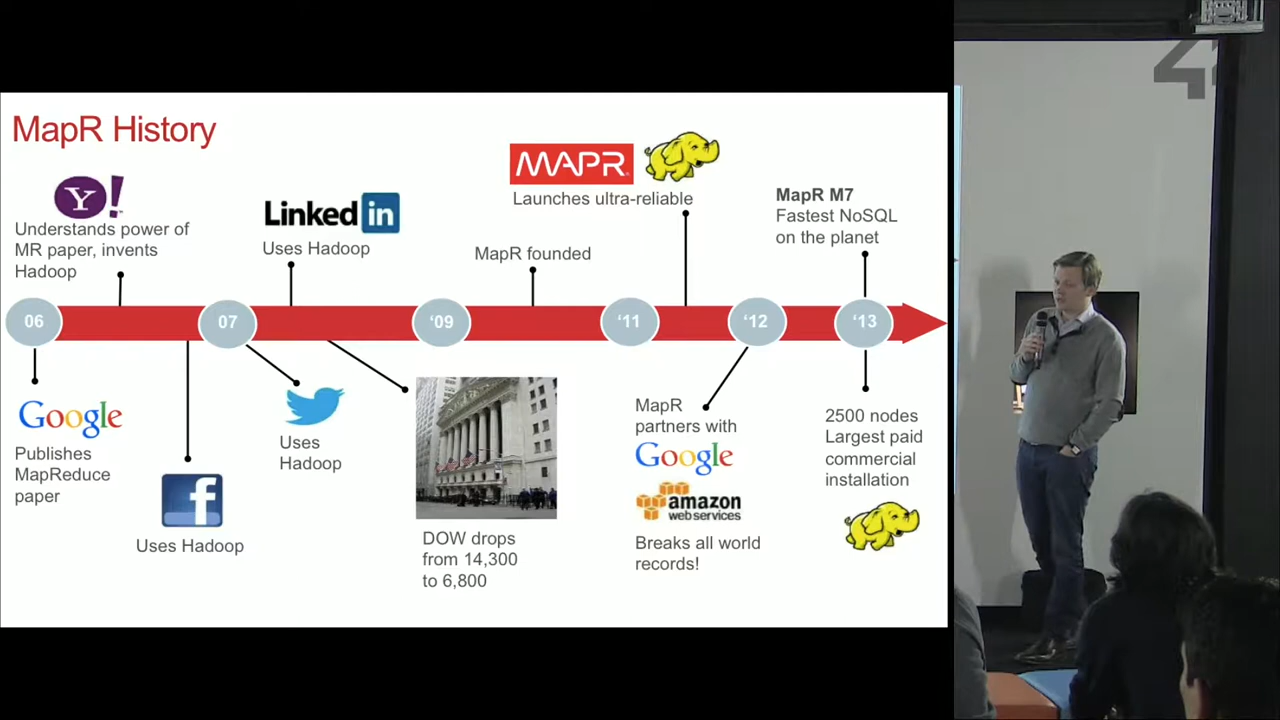 MapR History
Y!
Understands power of
MR paper, invents
Hadoop
Linked in
Uses Hadoop
MapR founded
MAPR
Launches ultra-reliable
MapR M7
Fastest NoSQL
on the planet
06
07
‘09
‘11
‘12
‘13
Google
Publishes
MapReduce
paper
f
Uses Hadoop
Uses
Hadoop
DOW drops
from 14,300
to 6,800
MapR
partners with
Google
amazon
webservices
Breaks all world
records!
2500 nodes
Largest paid
commercial
installation
42